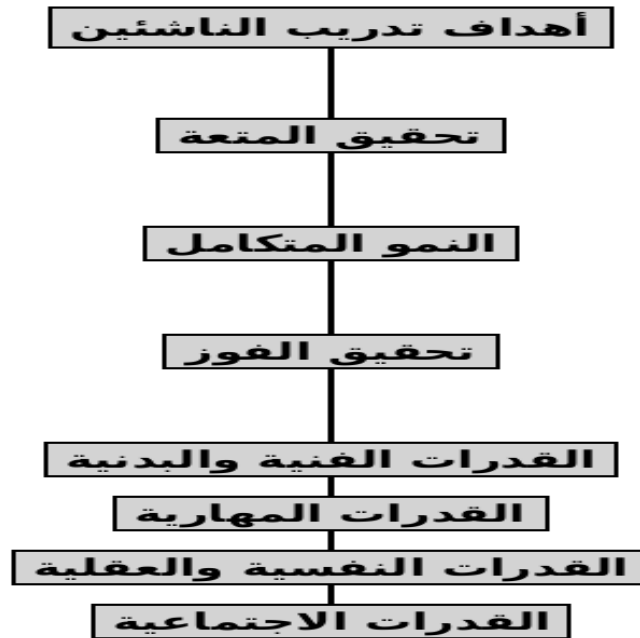 أهداف تدريب الناشئين
تحقيق المتعة
النمو المتكامل
تحقيق الفوز
القدرات الفنية والبدنية
القدرات المهارية
القدرات النفسية والعقلية
القدرات الاجتماعية